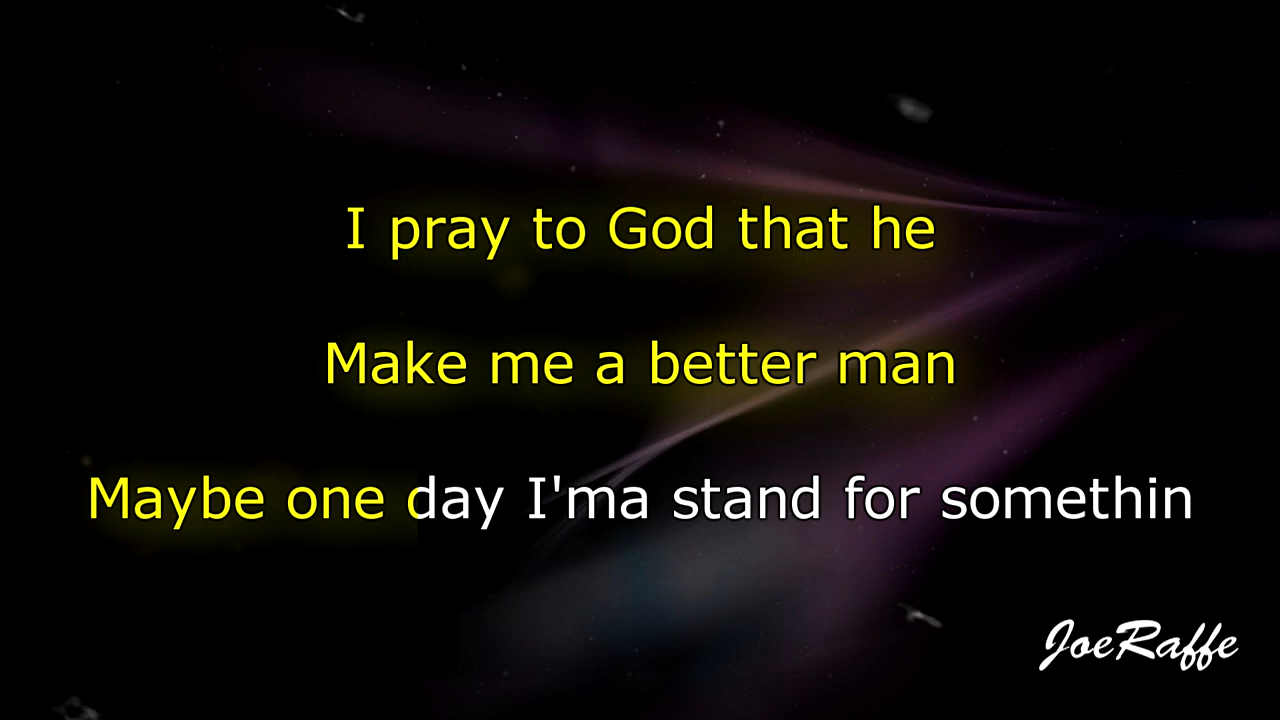 I pray to God that he
Make me a better man
Maybe one day I'ma stand for somethin
JoeRaffe